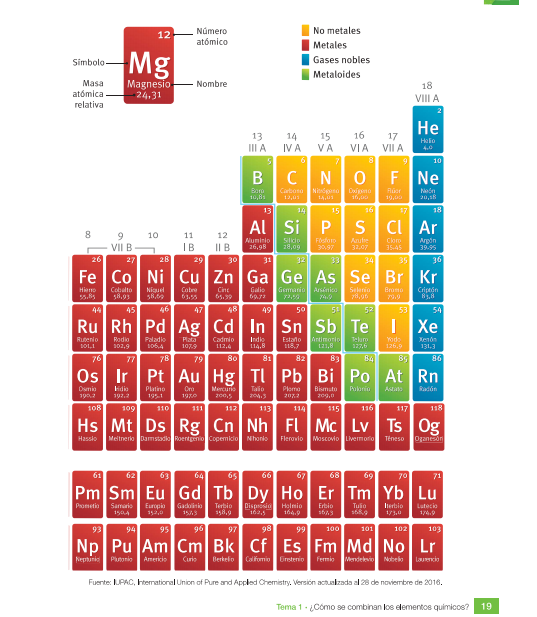 12
Mg
Magnesio
24,31
Número
atómico
Símbolo
Masa
atómica
relativa
Nombre
No metales
Metales
Gases nobles
Metaloides
18
VIII A
2
He
Helio
4,0
13 14 15 16 17
III A IV A V A VI A VII A
5 6 7 8 9 10
B C N O F Ne
Boro Carbono Nitrógeno Oxígeno Flúor Neón
10,81 12,01 14,01 16,00 19,00 20,18
13 14 15 16 17 18
Al Si P S Cl Ar
Aluminio Silicio Fósforo Azufre Cloro Argón
26,98 28,09 30,97 32,07 35,45 39,95
8 9 10 11 12
VII B I B II B
26 27 28 29 30 31 32 33 34 35 36
Fe Co Ni Cu Zn Ga Ge As Se Br Kr
Hierro Cobalto Níquel Cobre Cinc Galio Germanio Arsénico Selenio Bromo Criptón
55,85 58,93 58,69 63,55 65,39 69,72 72,59 74,9 78,96 79,9 83,8
44 45 46 47 48 49 50 51 52 53 54
Ru Rh Pd Ag Cd In Sn Sb Te I Xe
Rutenio Rodio Paladio Plata Cadmio Indio Estaño Antimonio Teluro Yodo Xenón
101,1 102,9 106,4 107,9 112,4 114,8 118,7 121,8 127,6 126,9 131,3
76 77 78 79 80 81 82 83 84 85 86
Os Ir Pt Au Hg Tl Pb Bi Po At Rn
Osmio Iridio Platino Oro Mercurio Talio Plomo Bismuto Polonio Astato Radón
190,2 192,2 195,1 197,0 200,5 204,3 207,2 209,0
108 109 110 111 112 113 114 115 116 117 118
Hs Mt Ds Rg Cn Nh Fl Mc Lv Ts Og
Hassio Meitnerio Darmstadio Roentgenio Copernicio Nihonio Flerovio Moscovio Livermorio Téneso Oganesón
61 62 63 64 65 66 67 68 69 70 71
Pm Sm Eu Gd Tb Dy Ho Er Tm Yb Lu
Prometio Samario Europio Gadolinio Terbio Disprosio Holmio Erbio Tulio Iterbio Lutecio
150,4 152,0 157,3 158,9 162,5 164,9 167,3 168,9 173,0 174,9
93 94 95 96 97 98 99 100 101 102 103
Np Pu Am Cm Bk Cf Es Fm Md No Lr
Neptunio Plutonio Americio Curio Berkelio Californio Einstenio Fermio Mendelevio Nobelio Laurencio
Fuente: IUPAC, International Union of Pure and Applied Chemistry. Versión actualizada al 28 de noviembre de 2016.
Tema 1 - ¿Cómo se combinan los elementos químicos? 19